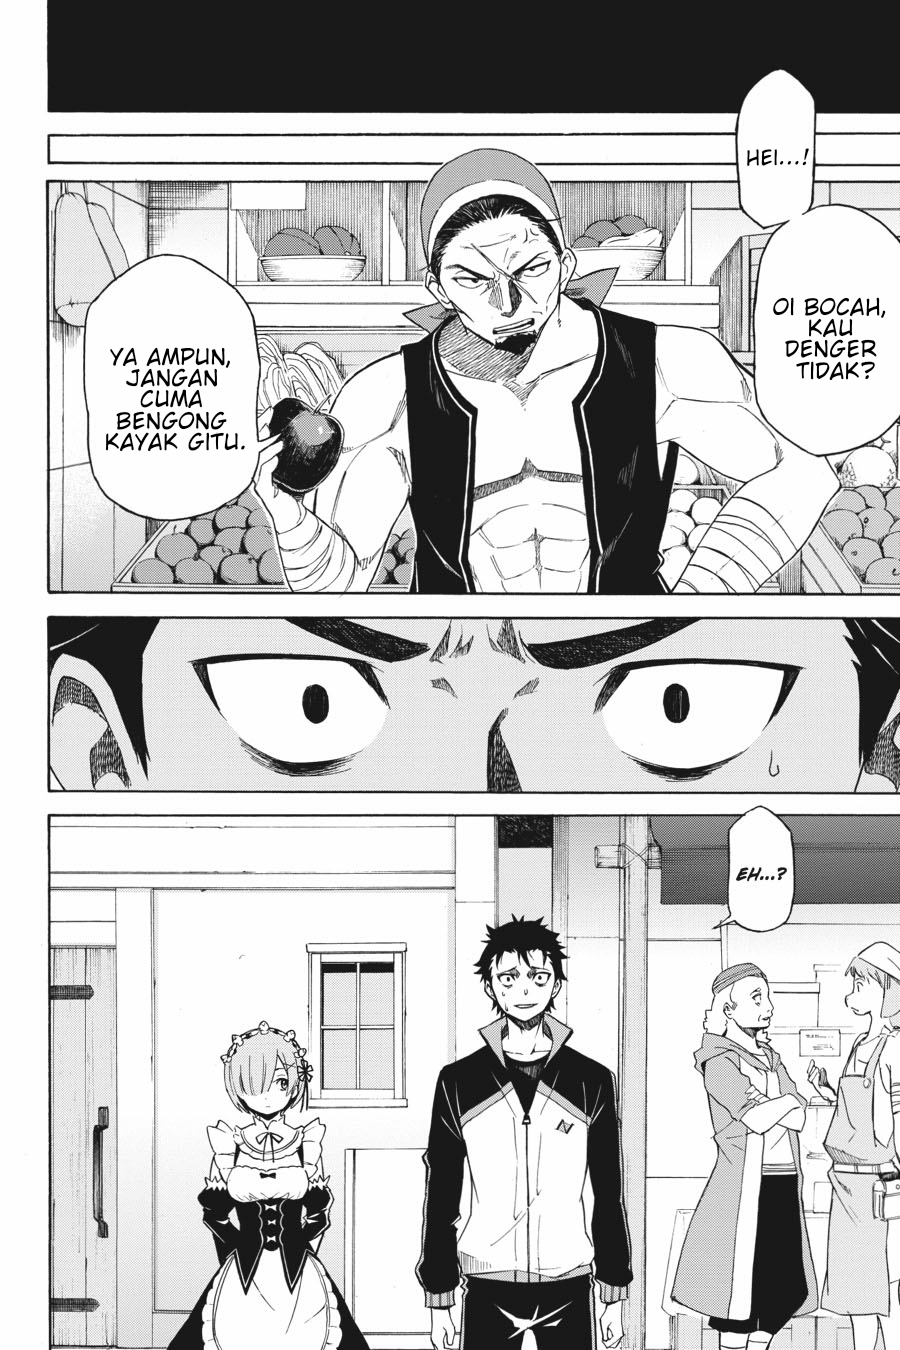 HEI...!
OI BOCAH,
KAU
DENGER
TIDAK?
YA AMPUN,
JANGAN
CUMA
BENGONG
KAYAK GITU.
EH...?